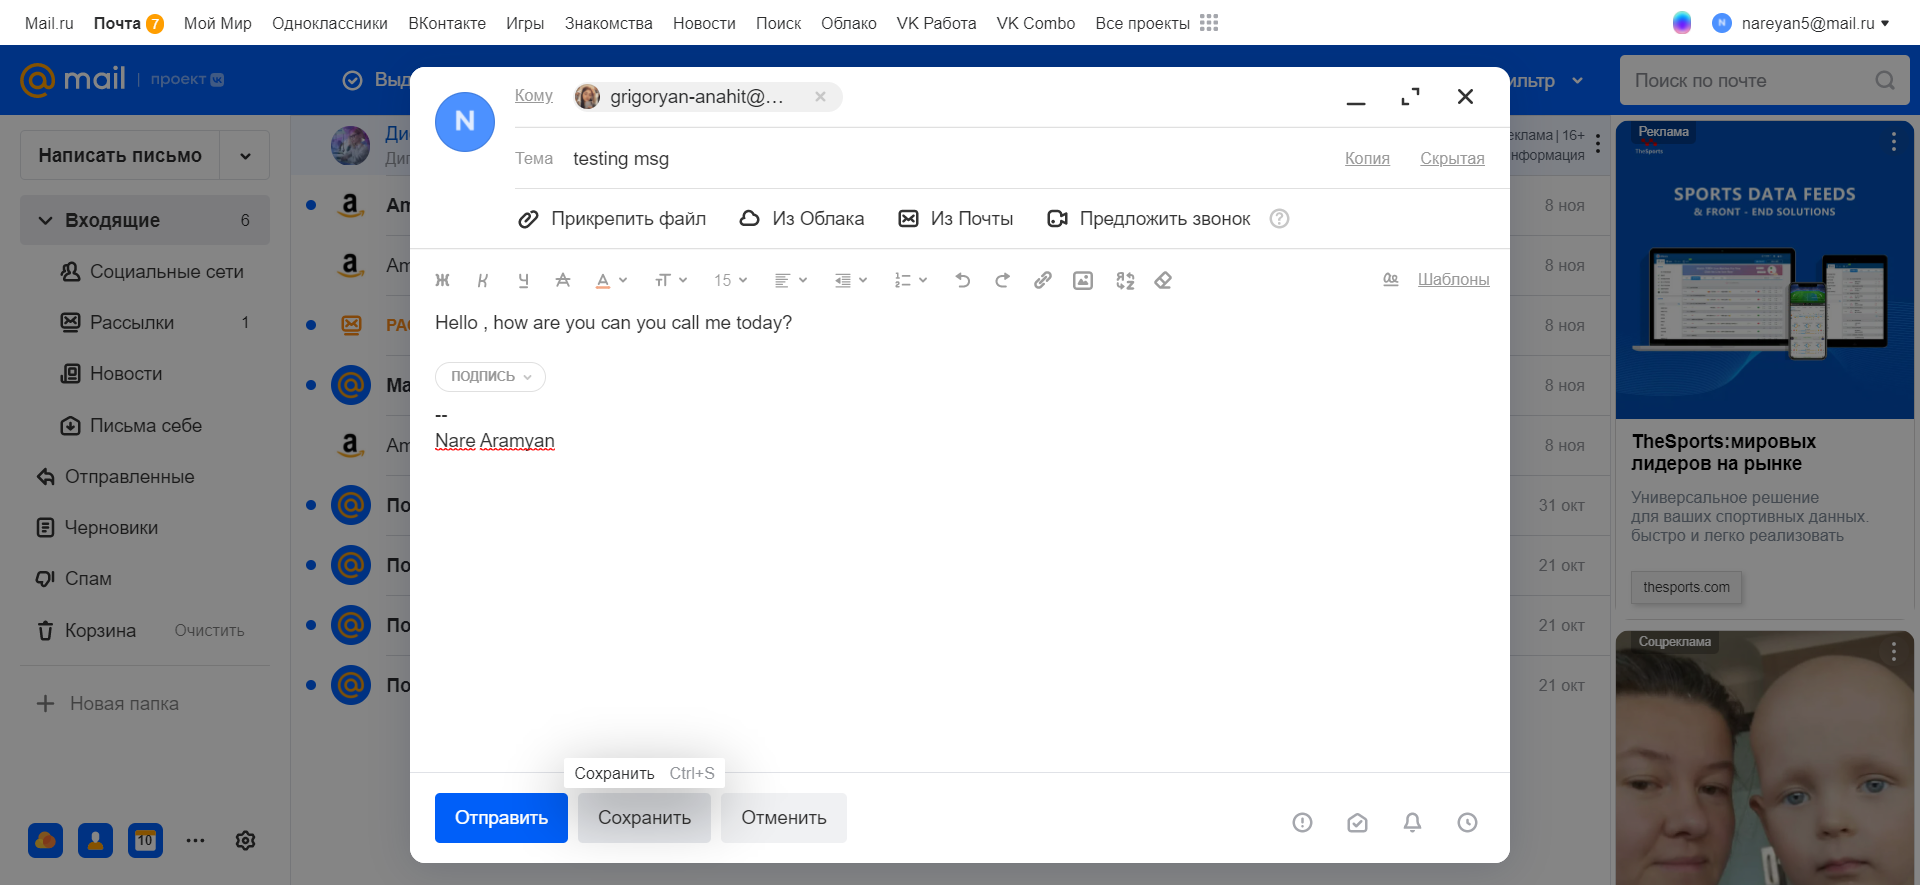 Mail.ru Почта 7 Мой Мир Одноклассники ВКонтакте Игры Знакомства Новости Поиск Облако VK Работа VK Combo Все проекты
N nareyan5@mail.ru
mail проект
Выд
ильтр
Поиск по почте
Написать письмо
Входящие 6
Социальные сети
Рассылки 1
Новости
Письма себе
Отправленные
Черновики
Спам
Корзина Очистить
Новая папка
10
Ди
Дип
Am
Am
РАС
Ма
Am
По
По
По
По
N
Кому grigoryan-anahit@...
Тема testing msg
Копия Скрытая
Прикрепить файл Из Облака Из Почты Предложить звонок ?
Ж К Ч А А тТ 15
Шаблоны
Hello , how are you can you call me today?
ПОДПИСЬ
--
Nare Aramyan
Сохранить Ctrl+S
Отправить Сохранить Отменить
еклама | 16+
нформация
8 ноя
8 ноя
8 ноя
8 ноя
8 ноя
31 окт
21 окт
21 окт
21 окт
Реклама
TheSports
SPORTS DATA FEEDS
& FRONT - END SOLUTIONS
TheSports:мировых
лидеров на рынке
Универсальное решение
для ваших спортивных данных.
быстро и легко реализовать
thesports.com
Соцреклама